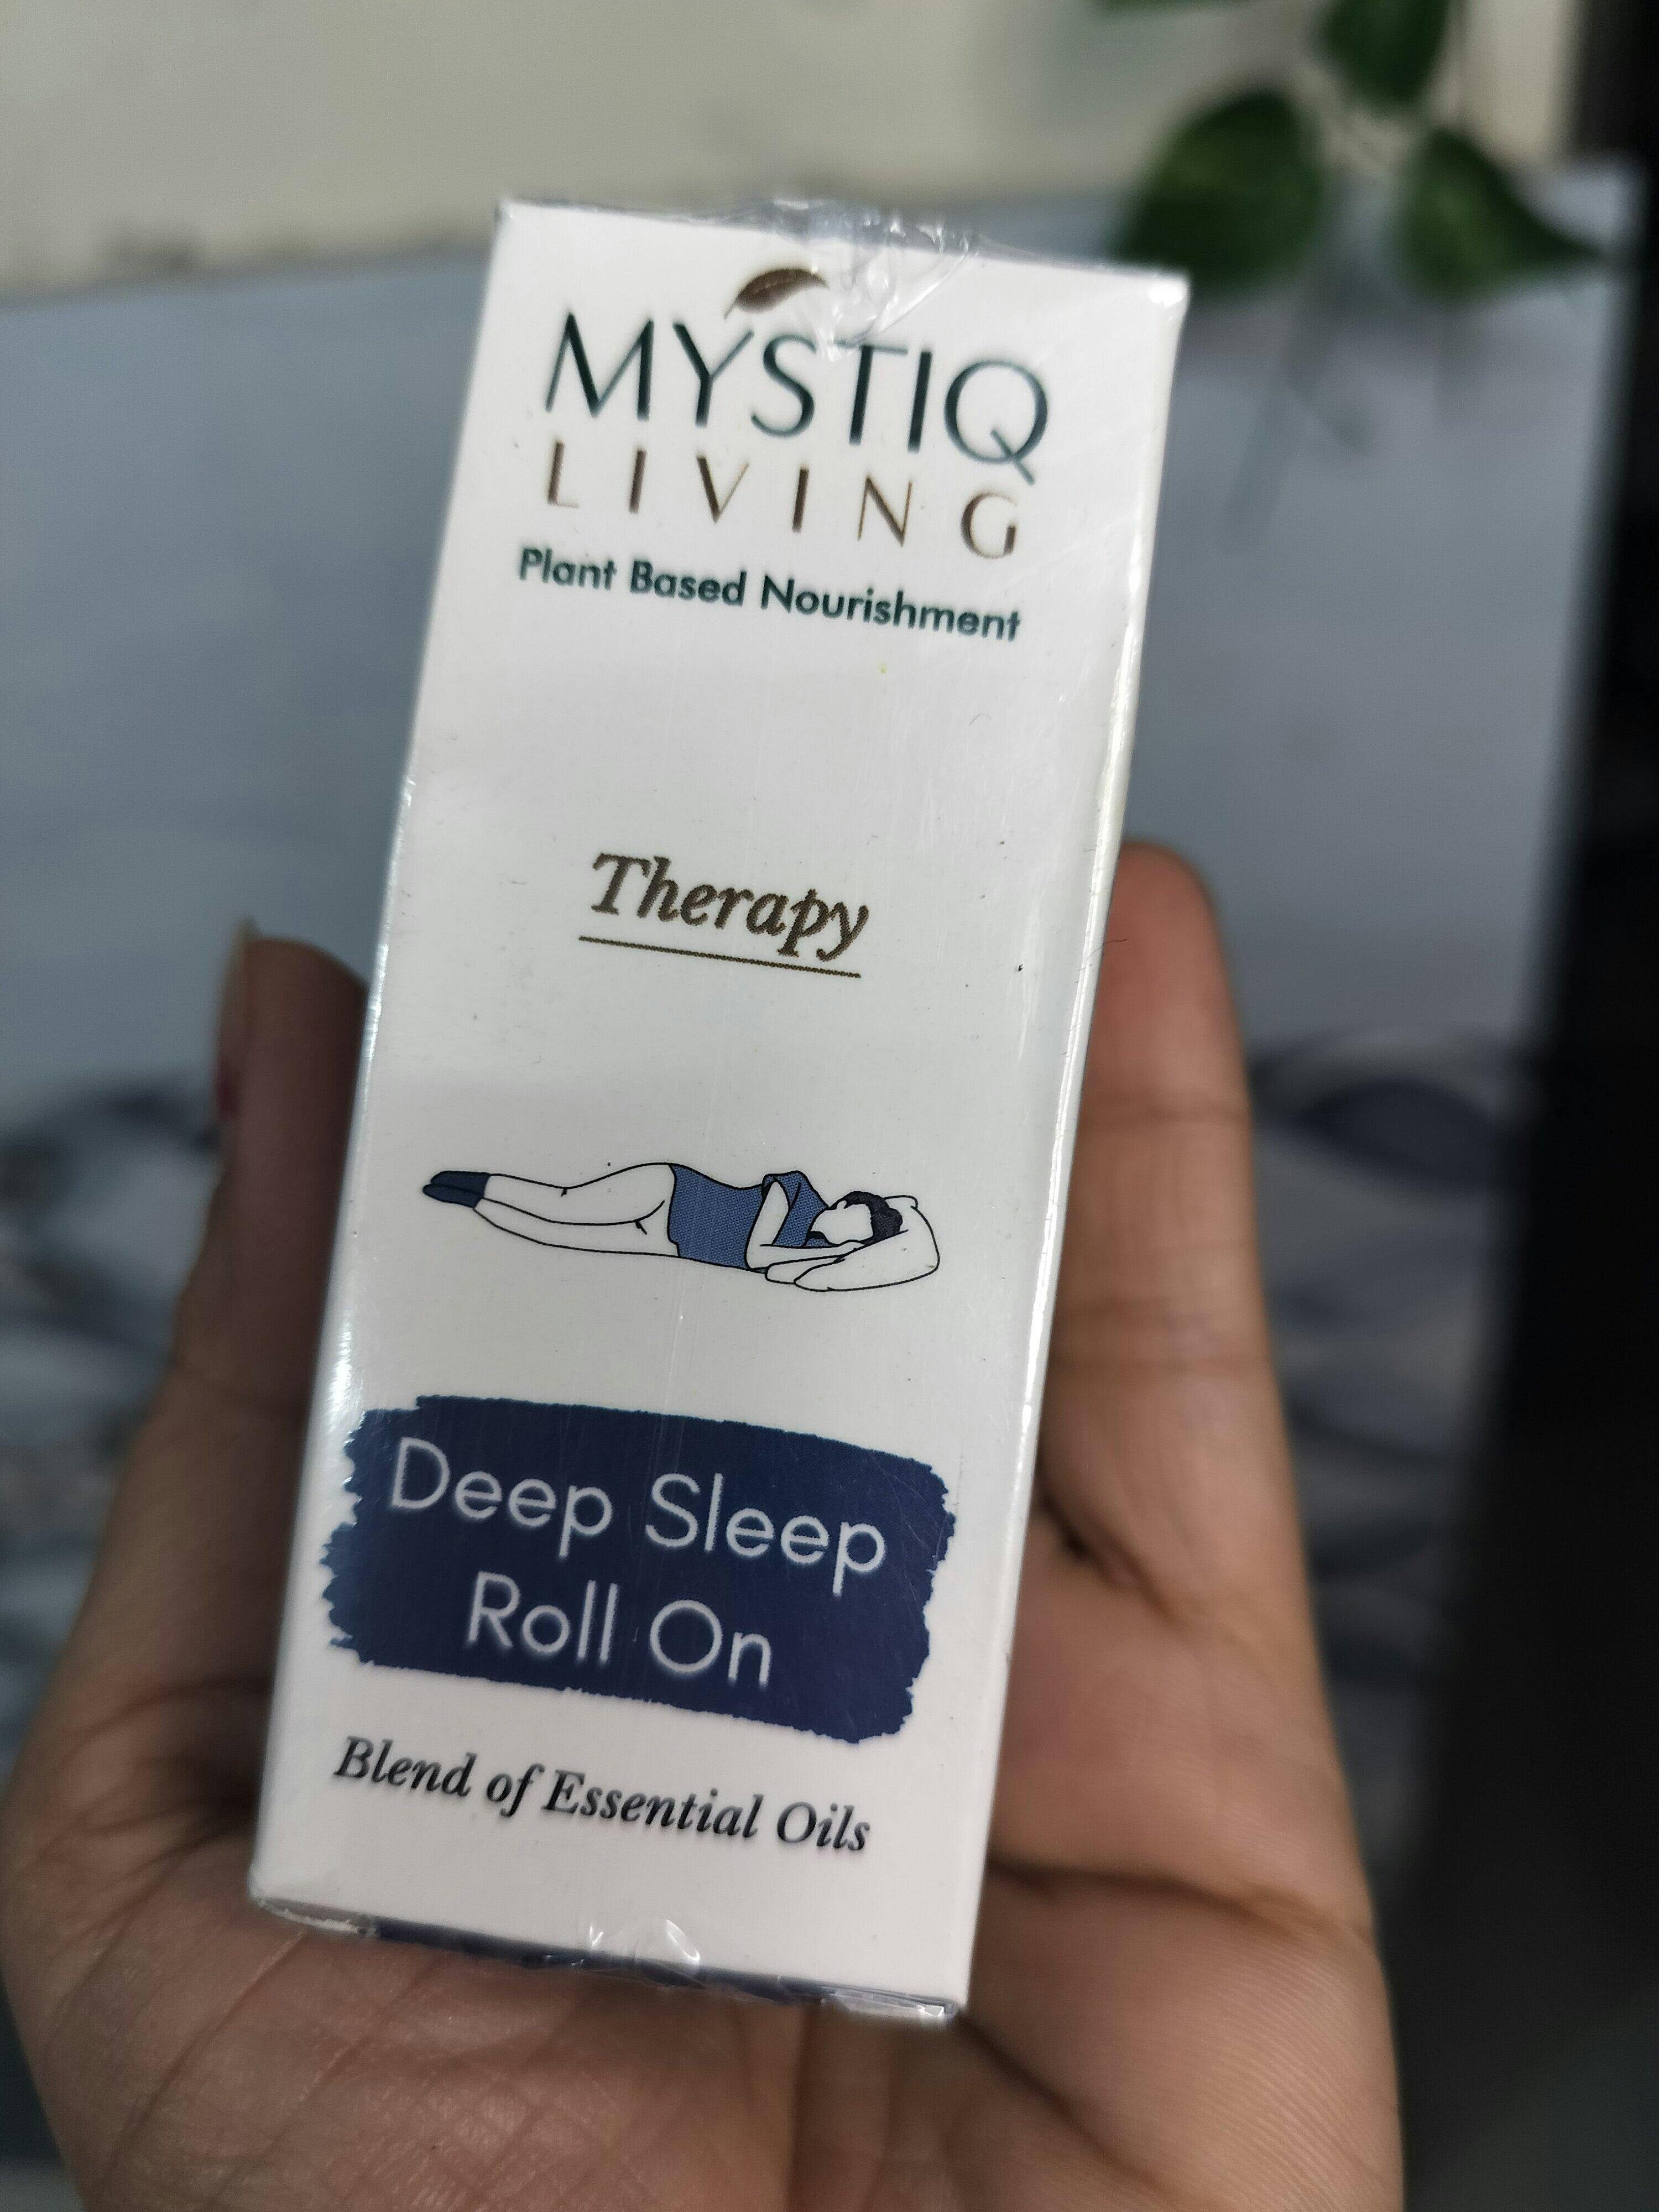 MYSTIQ
LIVING
Plant Based Nourishment
Therapy
Deep Sleep
Roll On
Blend of Essential Oils